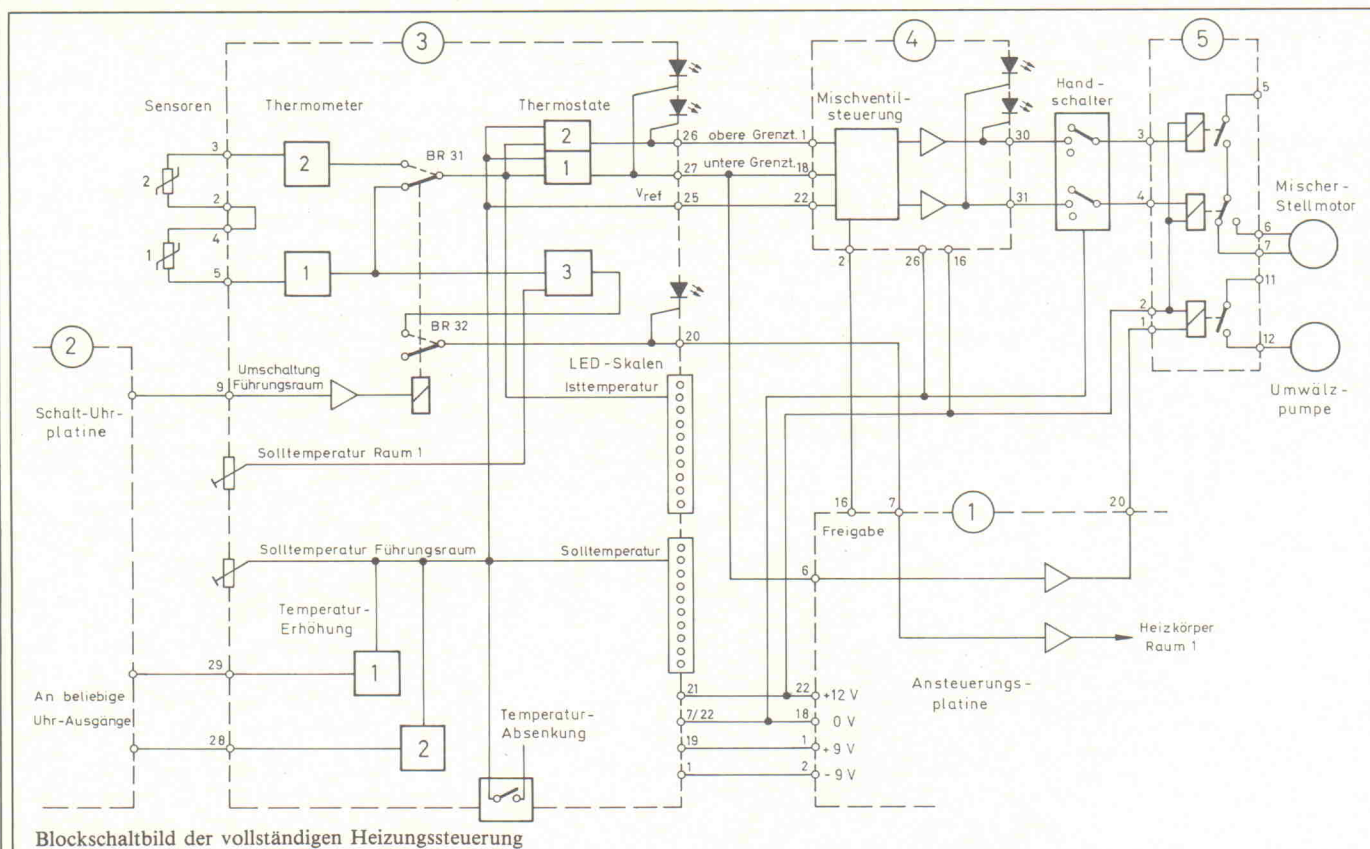 3
4
5
Sensoren
Thermometer
Thermostate
Mischventil-
steuerung
Hand-
schalter
5
3
2
BR 31
2
1
26
obere Grenzt.
1
30
3
2
27
untere Grenzt.
18
2
4
Vref
25
22
31
4
Mischer-
Stellmotor
6
7
1
5
1
3
2
26
16
11
BR 32
20
2
1
12
2
LED-Skalen
Isttemperatur
Umschaltung
Führungsraum
9
Schalt-Uhr-
platine
Umwälz-
pumpe
Solltemperatur Raum 1
16
7
1
20
Freigabe
Solltemperatur Führungsraum
Solltemperatur
6
Temperatur-
Erhöhung
Heizkörper
Raum 1
29
1
An beliebige
Uhr-Ausgänge
21
22
+12 V
Ansteuerungs-
platine
28
2
Temperatur-
Absenkung
7/22
18
0 V
19
1
+9 V
1
2
-9 V
Blockschaltbild der vollständigen Heizungssteuerung